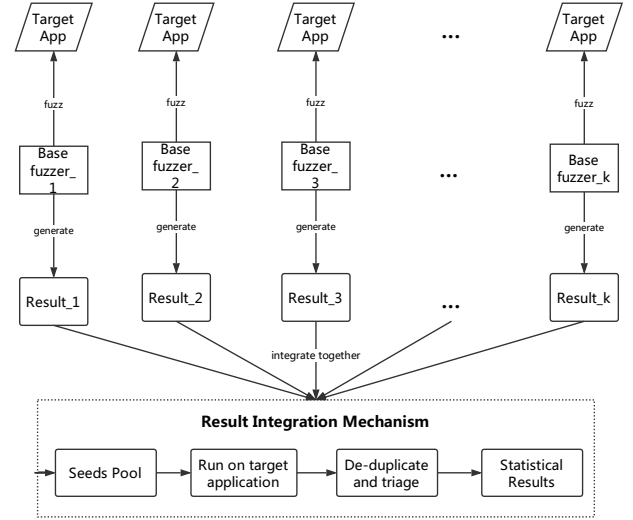 Target
App
Target
App
Target
App
...
Target
App
fuzz
fuzz
fuzz
fuzz
Base
fuzzer_
1
Base
fuzzer_
2
Base
fuzzer_
3
...
Base
fuzzer_k
generate
generate
generate
generate
Result_1
Result_2
Result_3
...
Result_k
integrate together
Result Integration Mechanism
Seeds Pool
Run on target
application
De-duplicate
and triage
Statistical
Results